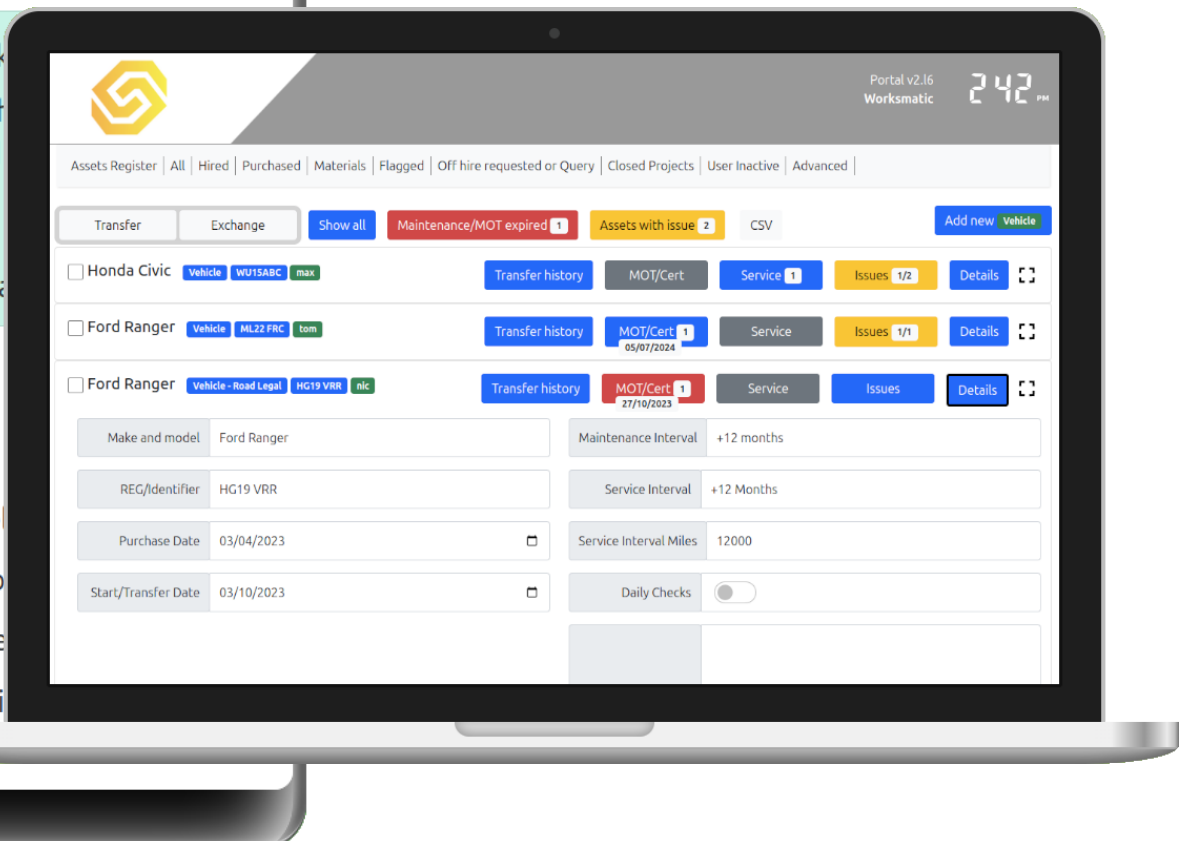 Portal v2.l6
Worksmatic
242 PM
Assets Register | All | Hired | Purchased | Materials | Flagged | Off hire requested or Query | Closed Projects | User Inactive | Advanced |
Transfer Exchange Show all Maintenance/MOT expired 1 Assets with issue 2 CSV Add new Vehicle
Honda Civic Vehicle WU15ABC max Transfer history MOT/Cert Service 1 Issues 1/2 Details
Ford Ranger Vehicle ML22 FRC tom Transfer history MOT/Cert 1 Service Issues 1/1 Details
05/07/2024
Ford Ranger Vehicle - Road Legal HG19 VRR nic Transfer history MOT/Cert 1 Service Issues Details
27/10/2023
Make and model Ford Ranger Maintenance Interval +12 months
REG/Identifier HG19 VRR Service Interval +12 Months
Purchase Date 03/04/2023 Service Interval Miles 12000
Start/Transfer Date 03/10/2023 Daily Checks